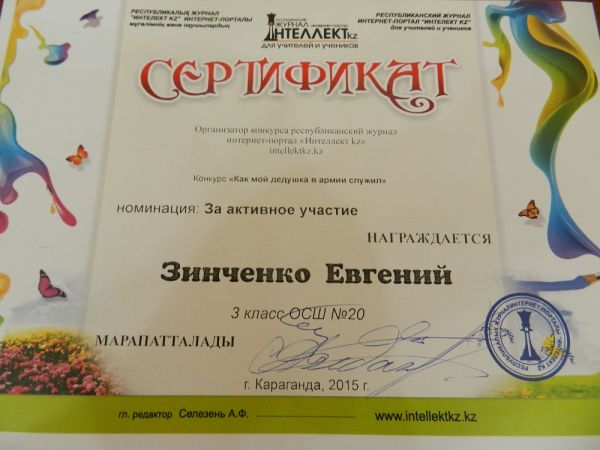 РЕСПУБЛИКАЛЫҚ ЖУРНАЛ
"ИНТЕЛЕКТ KZ" ИНТЕРНЕТ-ПОРТАЛЫ
мұғалімнің және оқушылардың
ЖУРНАЛ
ИНТЕЛЛЕКТ.kz
для учителей и учеников
РЕСПУБЛИКАНСКИЙ ЖУРНАЛ
ИНТЕРНЕТ-ПОРТАЛ "ИНТЕЛЕКТ KZ"
для учителей и учеников
СЕРТИФИКАТ
Организатор конкурса республиканский журнал
интернет-портал «Интеллект kz»
intellektkz.kz
Конкурс «Как мой дедушка в армии служил»
номинация: За активное участие
НАГРАЖДАЕТСЯ
Зинченко Евгений
3 класс ОСШ №20
МАРАПАТТАЛАДЫ
г. Караганда, 2015 г.
гл. редактор Селезень А.Ф.
www.intellektkz.kz